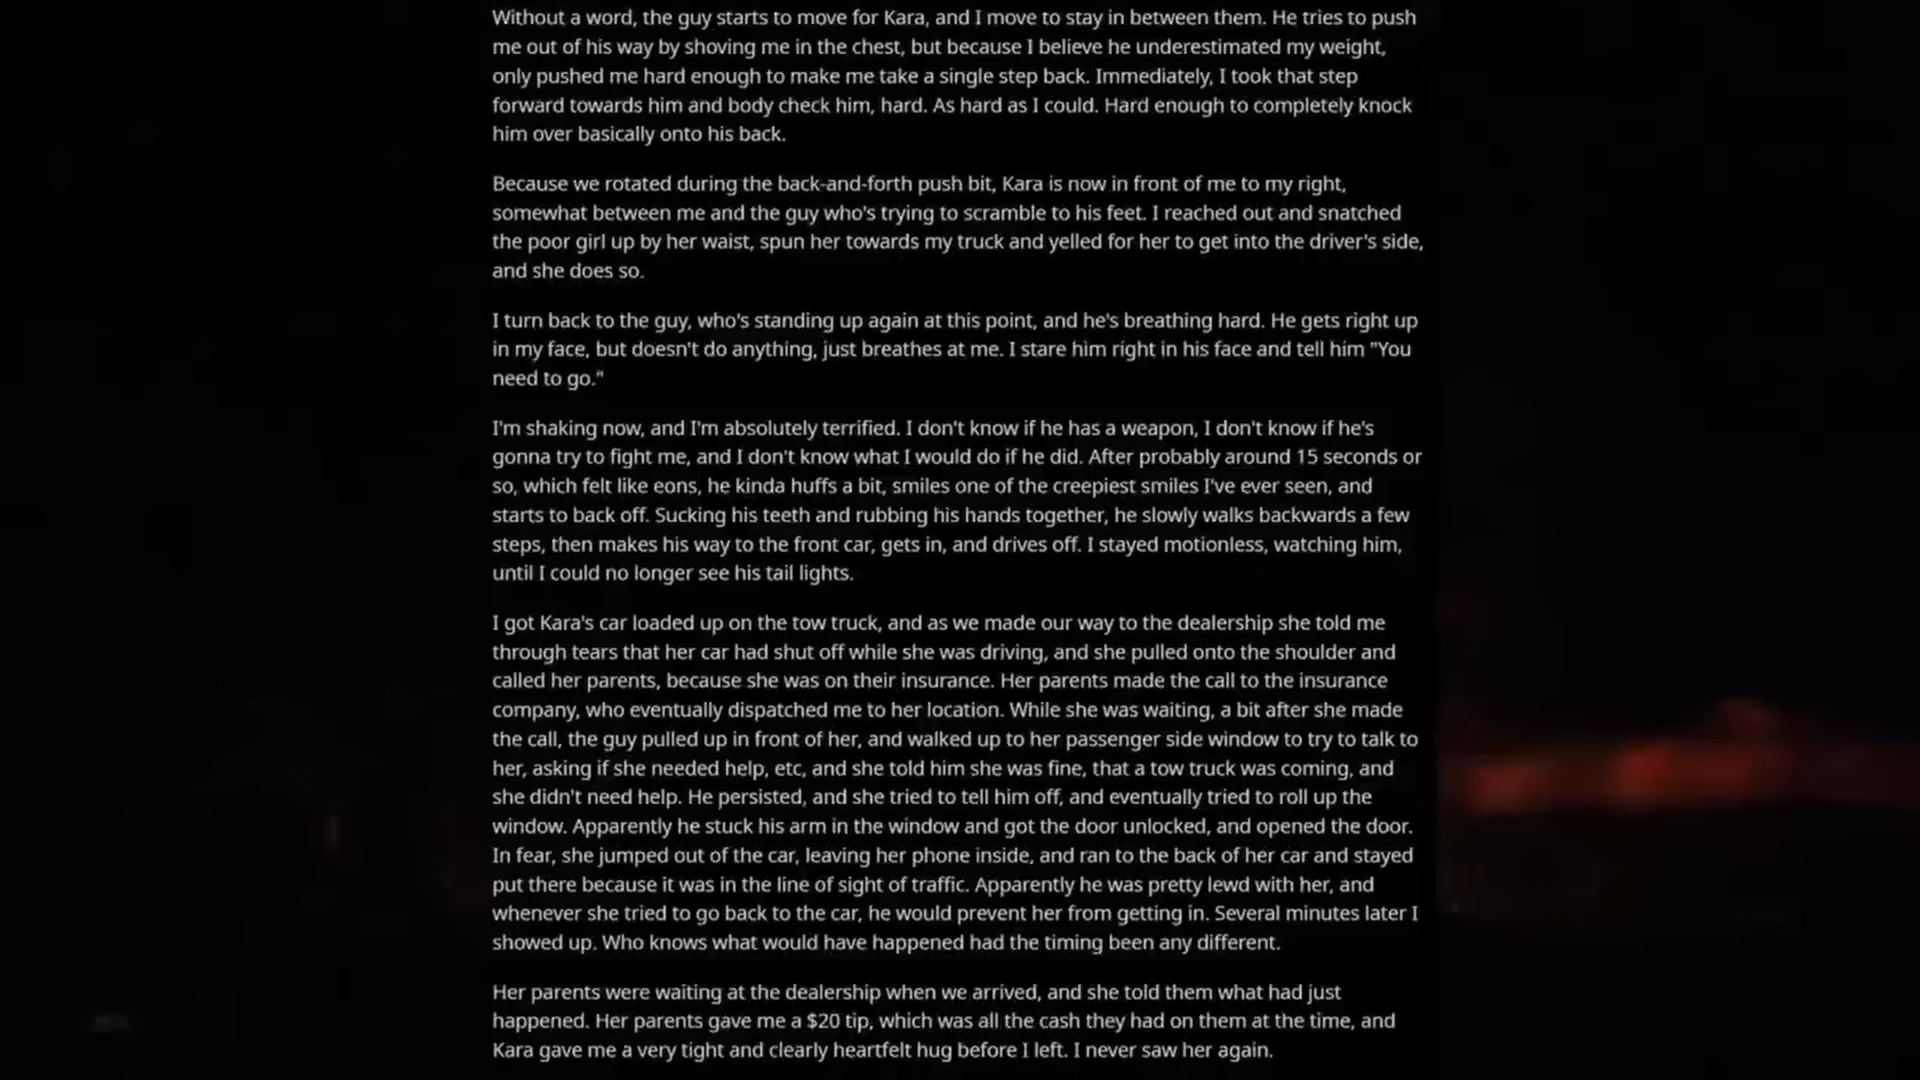 Without a word, the guy starts to move for Kara, and I move to stay in between them. He tries to push
me out of his way by shoving me in the chest, but because I believe he underestimated my weight,
only pushed me hard enough to make me take a single step back. Immediately, I took that step
forward towards him and body check him, hard. As hard as I could. Hard enough to completely knock
him over basically onto his back.
Because we rotated during the back-and-forth push bit, Kara is now in front of me to my right,
somewhat between me and the guy who's trying to scramble to his feet. I reached out and snatched
the poor girl up by her waist, spun her towards my truck and yelled for her to get into the driver's side,
and she does so.
I turn back to the guy, who's standing up again at this point, and he's breathing hard. He gets right up
in my face, but doesn't do anything, just breathes at me. I stare him right in his face and tell him "You
need to go."
I'm shaking now, and I'm absolutely terrified. I don't know if he has a weapon, I don't know if he's
gonna try to fight me, and I don't know what I would do if he did. After probably around 15 seconds or
so, which felt like eons, he kinda huffs a bit, smiles one of the creepiest smiles I've ever seen, and
starts to back off. Sucking his teeth and rubbing his hands together, he slowly walks backwards a few
steps, then makes his way to the front car, gets in, and drives off. I stayed motionless, watching him,
until I could no longer see his tail lights.
I got Kara's car loaded up on the tow truck, and as we made our way to the dealership she told me
through tears that her car had shut off while she was driving, and she pulled onto the shoulder and
called her parents, because she was on their insurance. Her parents made the call to the insurance
company, who eventually dispatched me to her location. While she was waiting, a bit after she made
the call, the guy pulled up in front of her, and walked up to her passenger side window to try to talk to
her, asking if she needed help, etc, and she told him she was fine, that a tow truck was coming, and
she didn't need help. He persisted, and she tried to tell him off, and eventually tried to roll up the
window. Apparently he stuck his arm in the window and got the door unlocked, and opened the door.
In fear, she jumped out of the car, leaving her phone inside, and ran to the back of her car and stayed
put there because it was in the line of sight of traffic. Apparently he was pretty lewd with her, and
whenever she tried to go back to the car, he would prevent her from getting in. Several minutes later I
showed up. Who knows what would have happened had the timing been any different.
Her parents were waiting at the dealership when we arrived, and she told them what had just
happened. Her parents gave me a $20 tip, which was all the cash they had on them at the time, and
Kara gave me a very tight and clearly heartfelt hug before I left. I never saw her again.